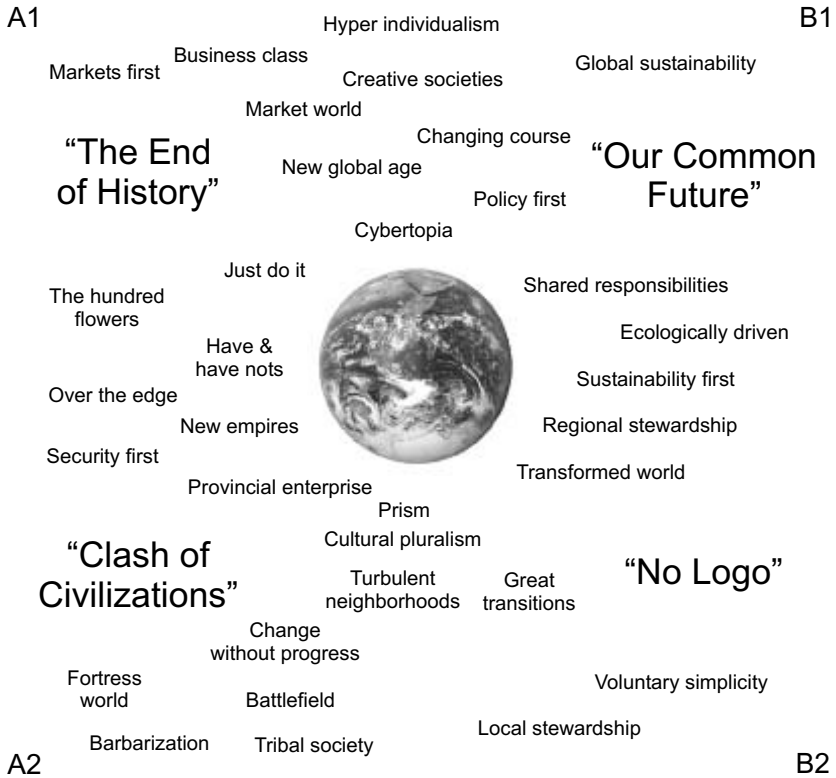 A1
B1
Hyper individualism
Business class
Markets first
Global sustainability
Creative societies
Market world
Changing course
“The End
of History”
New global age
“Our Common
Future”
Policy first
Cybertopia
Just do it
Shared responsibilities
The hundred
flowers
Ecologically driven
Have &
have nots
Sustainability first
Over the edge
New empires
Regional stewardship
Security first
Transformed world
Provincial enterprise
Prism
Cultural pluralism
“Clash of
Civilizations”
“No Logo”
Turbulent
neighborhoods
Great
transitions
Change
without progress
Fortress
world
Voluntary simplicity
Battlefield
Local stewardship
Barbarization
Tribal society
A2
B2